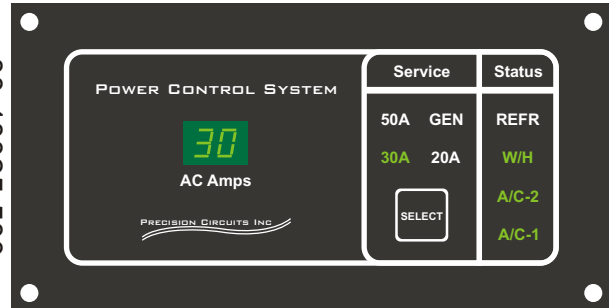 POWER CONTROL SYSTEM
30
AC Amps
PRECISION CIRCUITS INC
Service
50A GEN
30A 20A
SELECT
Status
REFR
W/H
A/C-2
A/C-1